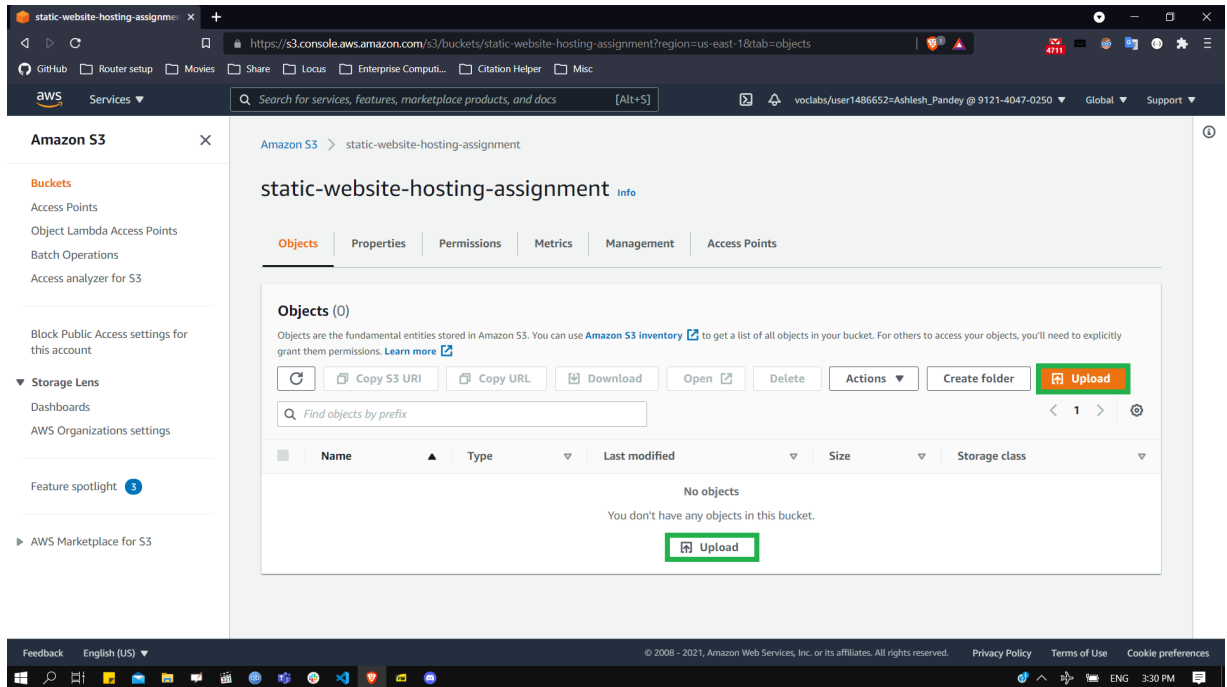 static-website-hosting-assignmen
https://s3.console.aws.amazon.com/s3/buckets/static-website-hosting-assignment?region=us-east-1&tab=objects
4711
GitHub Router setup Movies Share Locus Enterprise Computi... Citation Helper Misc
aws Services Search for services, features, marketplace products, and docs [Alt+S] voclabs/user1486652=Ashlesh_Pandey @ 9121-4047-0250 Global Support
Amazon S3
Buckets
Access Points
Object Lambda Access Points
Batch Operations
Access analyzer for S3
Block Public Access settings for
this account
Storage Lens
Dashboards
AWS Organizations settings
Feature spotlight 3
AWS Marketplace for S3
Amazon S3 > static-website-hosting-assignment
static-website-hosting-assignment Info
Objects Properties Permissions Metrics Management Access Points
Objects (0)
Objects are the fundamental entities stored in Amazon S3. You can use Amazon S3 inventory to get a list of all objects in your bucket. For others to access your objects, you'll need to explicitly
grant them permissions. Learn more
Copy S3 URI Copy URL Download Open Delete Actions Create folder Upload
Find objects by prefix < 1 >
Name Type Last modified Size Storage class
No objects
You don't have any objects in this bucket.
Upload
Feedback English (US) © 2008 - 2021, Amazon Web Services, Inc. or its affiliates. All rights reserved. Privacy Policy Terms of Use Cookie preferences
ENG 3:30 PM